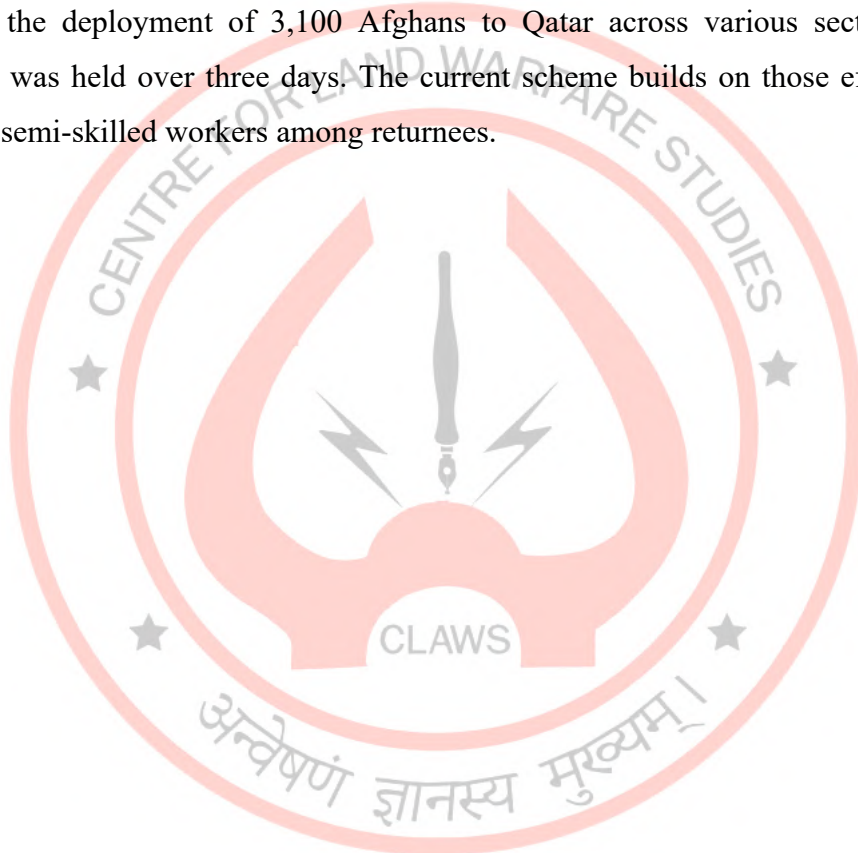 the deployment of 3,100 Afghans to Qatar across various sect
was held over three days. The current scheme builds on those ef
semi-skilled workers among returnees.
CENTRE FOR LAND WARFARE STUDIES
CLAWS
अन्वेषणं ज्ञानस्य मुख्यम्।